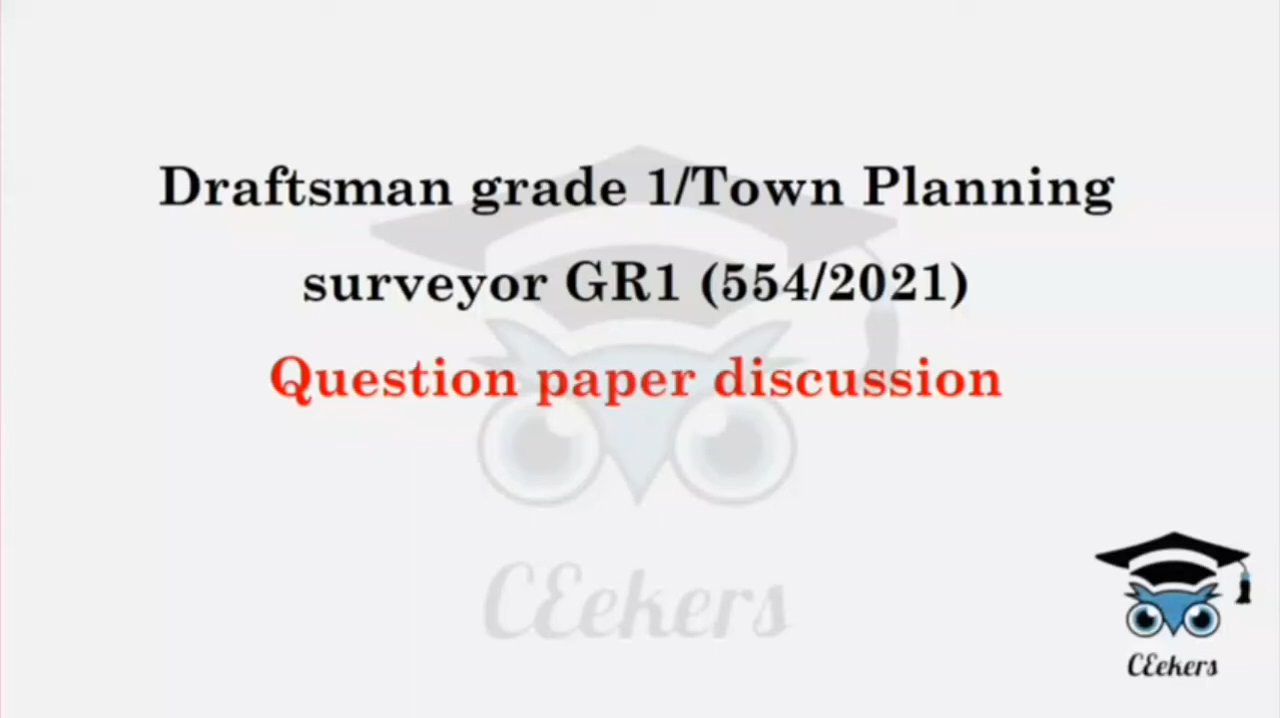 Draftsman grade 1/Town Planning
surveyor GR1 (554/2021)
Question paper discussion
CEekers
CEekers